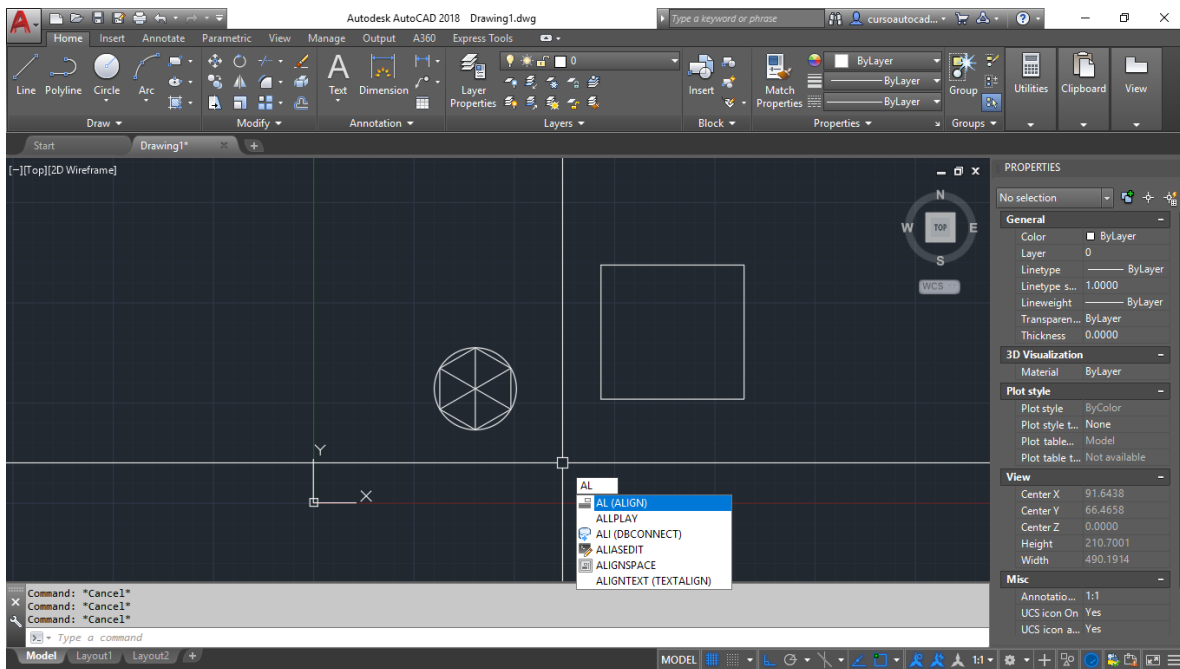 Autodesk AutoCAD 2018 Drawing1.dwg
Type a keyword or phrase
cursoautocad...
Home Insert Annotate Parametric View Manage Output A360 Express Tools
Line Polyline Circle Arc
Text Dimension
Layer Properties
0
Insert
Match Properties
ByLayer
ByLayer
ByLayer
Group
Utilities Clipboard View
Draw Modify Annotation Layers Block Properties Groups
Start Drawing1* +
[−][Top][2D Wireframe]
N
W TOP E
S
WCS
Y
X
AL
AL (ALIGN)
ALLPLAY
ALI (DBCONNECT)
ALIASEDIT
ALIGNSPACE
ALIGNTEXT (TEXTALIGN)
PROPERTIES
No selection
General
Color ByLayer
Layer 0
Linetype ByLayer
Linetype s... 1.0000
Lineweight ByLayer
Transparen... ByLayer
Thickness 0.0000
3D Visualization
Material ByLayer
Plot style
Plot style ByColor
Plot style t... None
Plot table... Model
Plot table t... Not available
View
Center X 91.6438
Center Y 66.4658
Center Z 0.0000
Height 210.7001
Width 490.1914
Misc
Annotatio... 1:1
UCS icon On Yes
UCS icon a... Yes
Command: *Cancel*
Command: *Cancel*
Command: *Cancel*
Type a command
Model Layout1 Layout2 +
MODEL 1:1